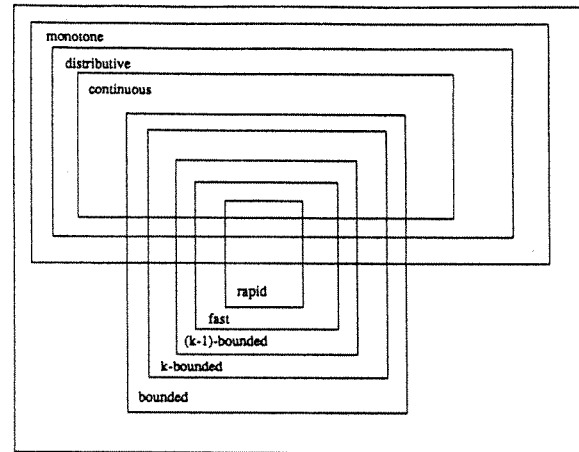 monotone
distributive
continuous
rapid
fast
(k-1)-bounded
k-bounded
bounded